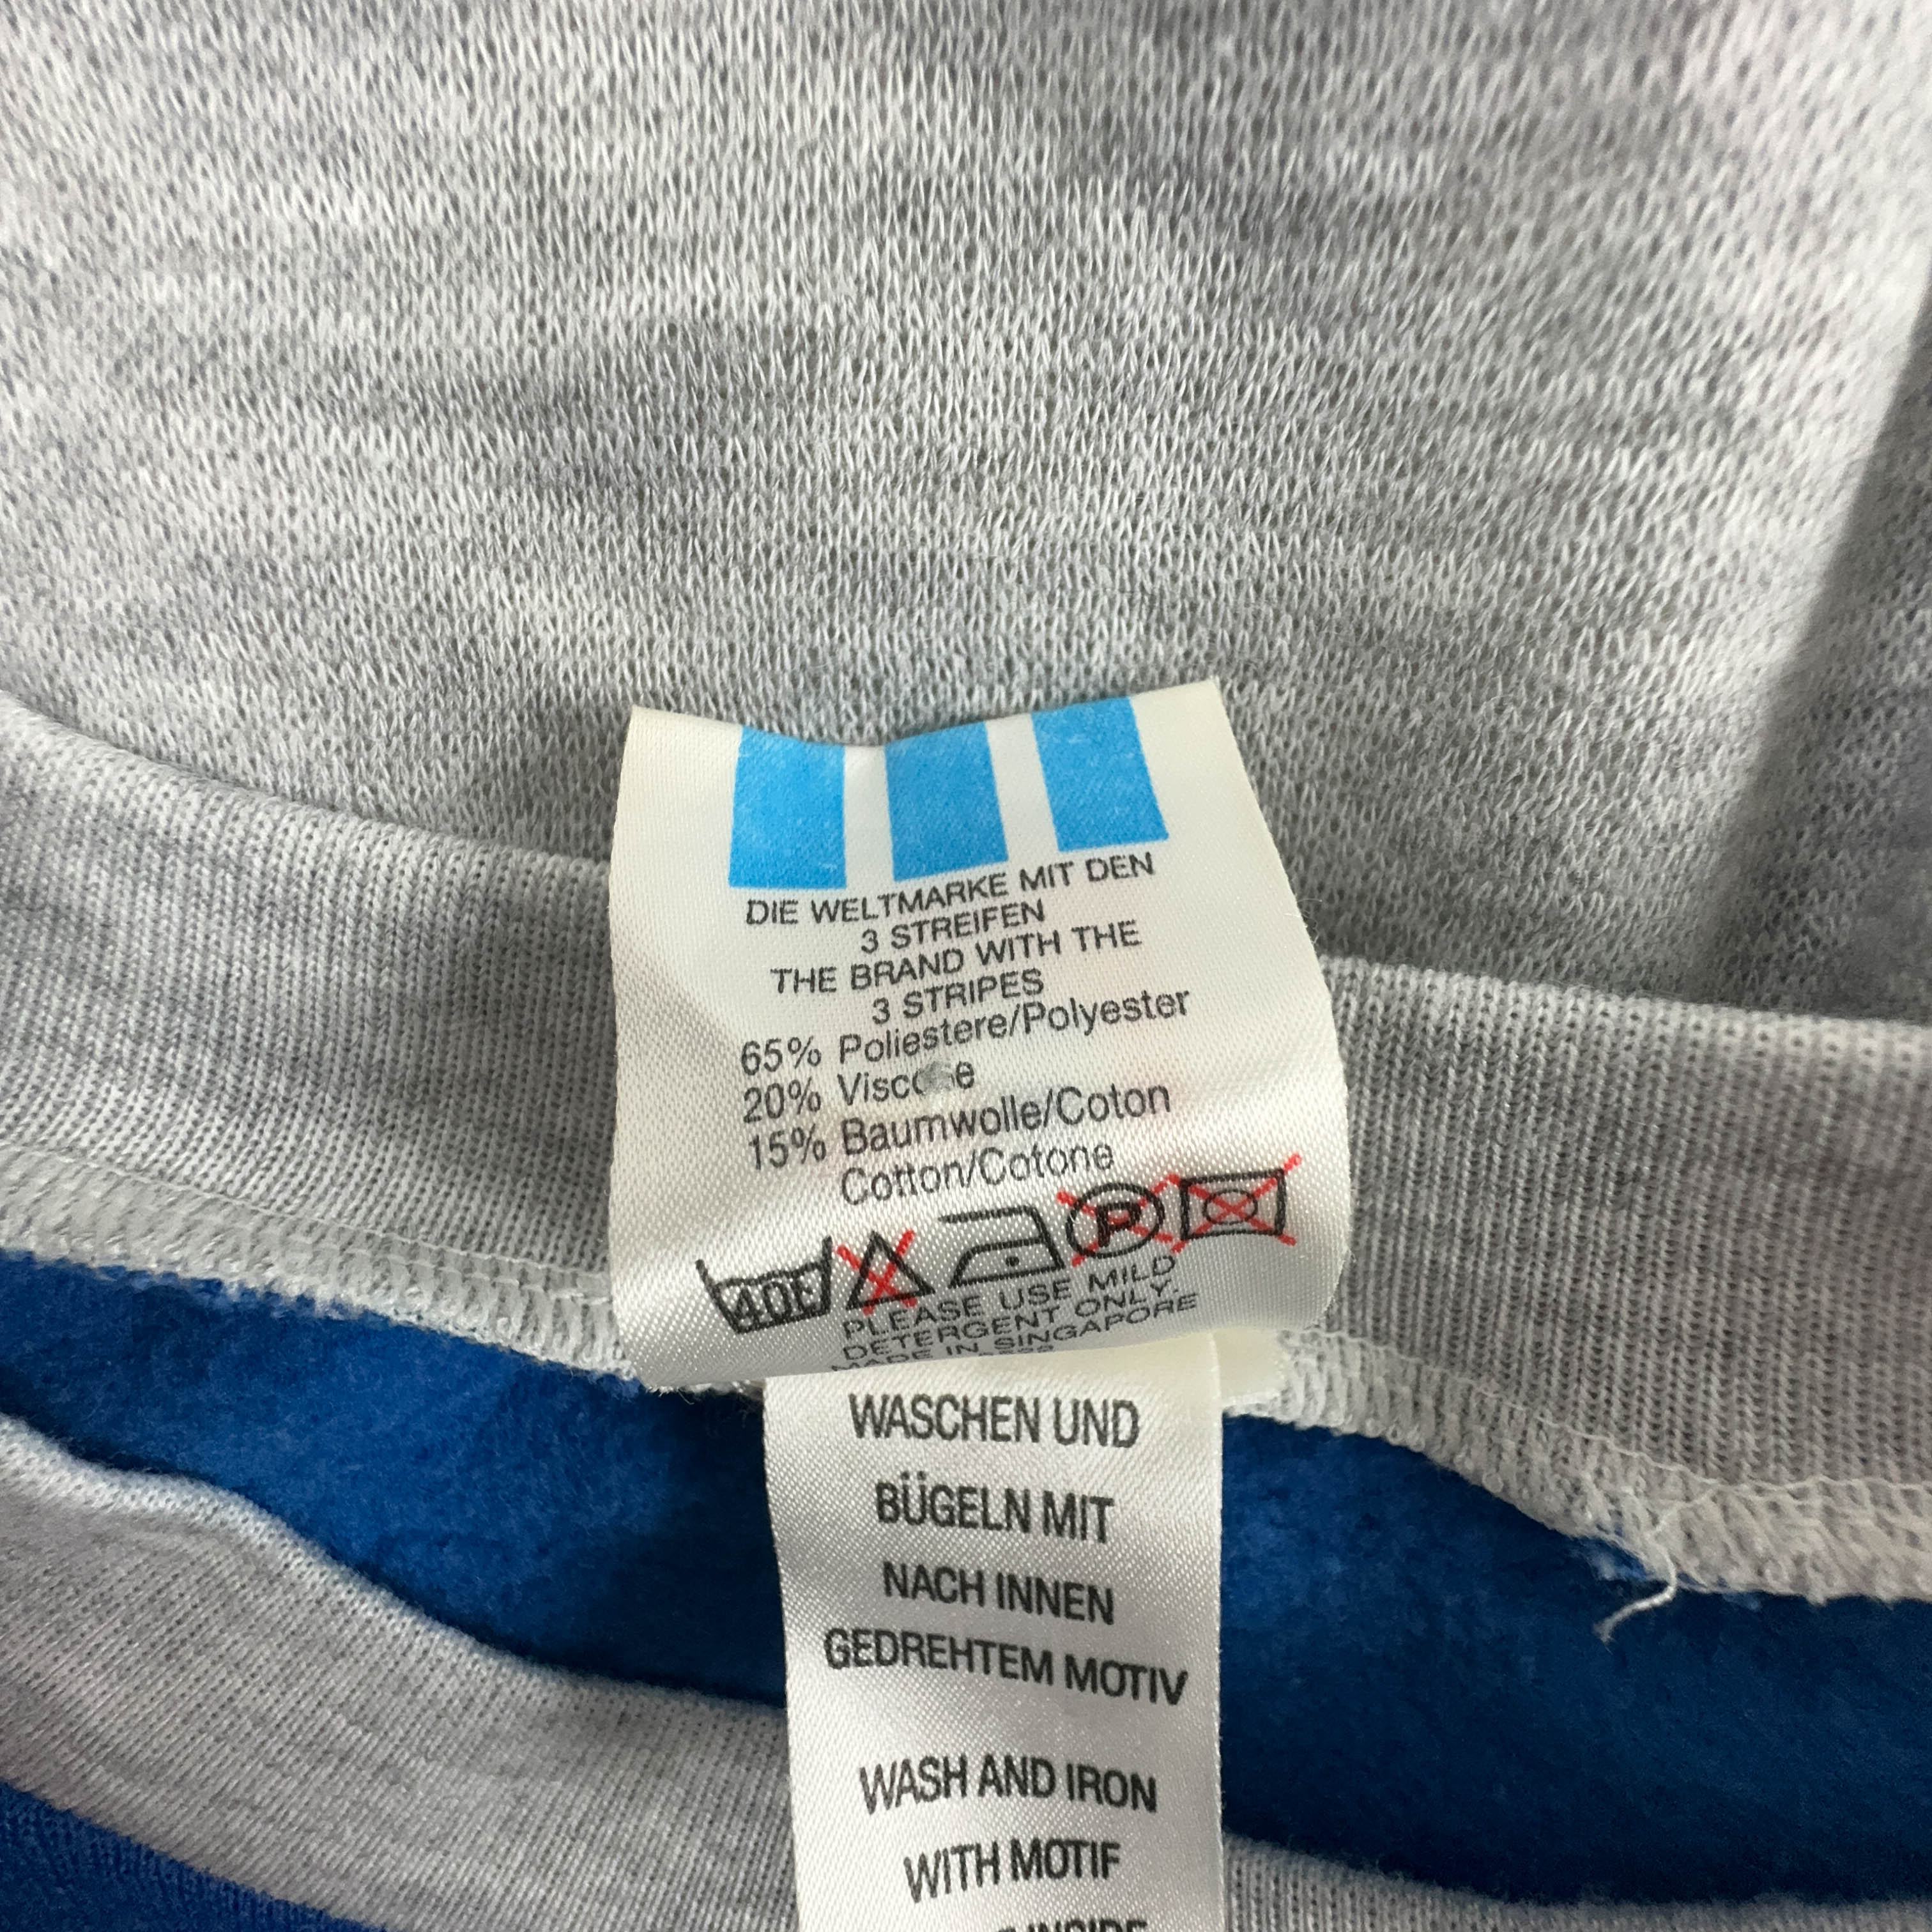 DIE WELTMARKE MIT DEN
3 STREIFEN
THE BRAND WITH THE
3 STRIPES
65% Poliestere/Polyester
20%
15% Baumwolle/Coton
Cotton/Cotone
40E P
PLEASE USE MILD
DETERGENT ONLY.
MADE IN SINGAPORE
WASCHEN UND
BÜGELN MIT
NACH INNEN
GEDREHTEM MOTIV
WASH AND IRON
WITH MOTIF
INSIDE